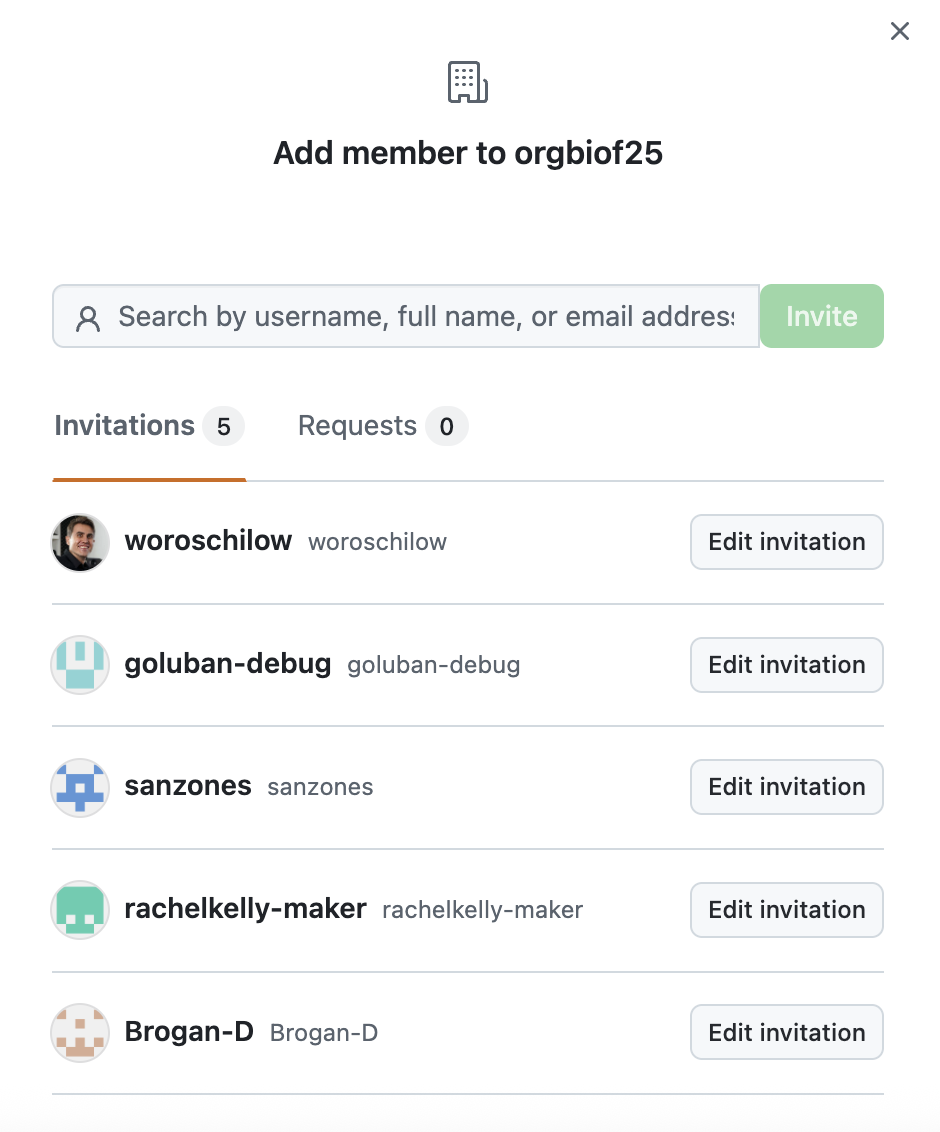 Add member to orgbiof25
Search by username, full name, or email address Invite
Invitations 5 Requests 0
woroschilow woroschilow Edit invitation
goluban-debug goluban-debug Edit invitation
sanzones sanzones Edit invitation
rachelkelly-maker rachelkelly-maker Edit invitation
Brogan-D Brogan-D Edit invitation